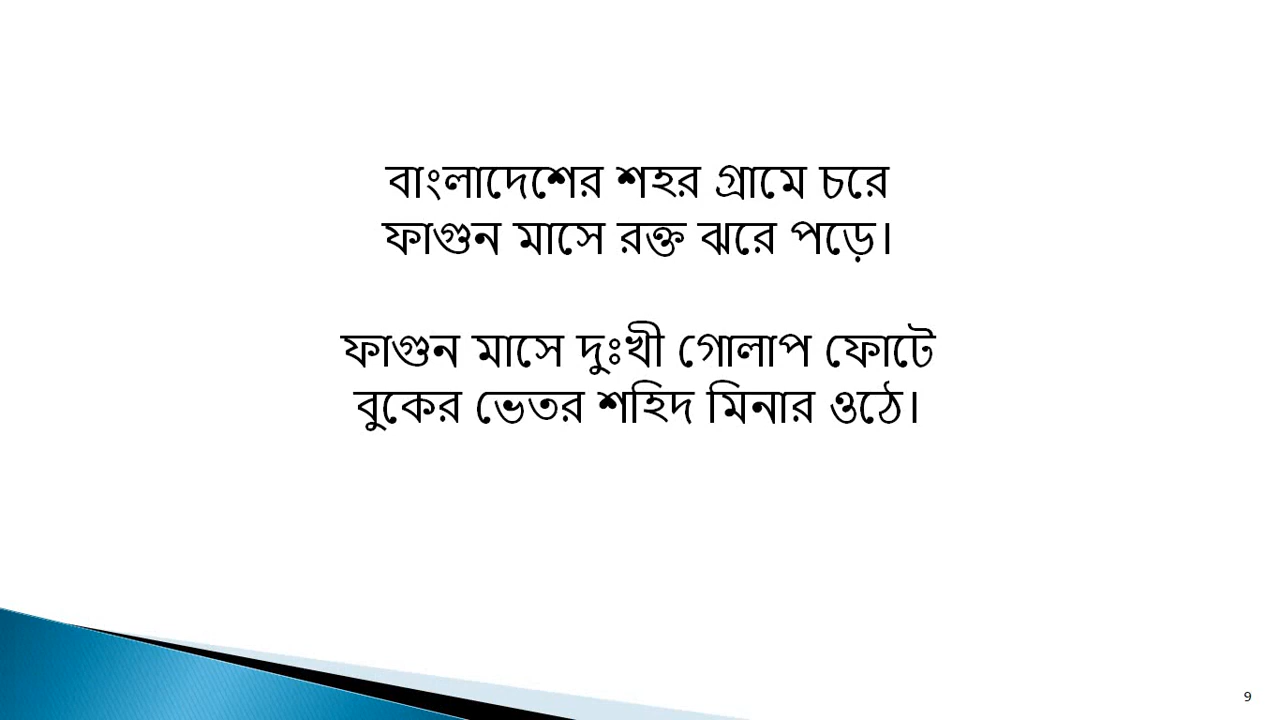 বাংলাদেশের শহর গ্রামে চরে
ফাগুন মাসে রক্ত ঝরে পড়ে।
ফাগুন মাসে দুঃখী গোলাপ ফোটে
বুকের ভেতর শহিদ মিনার ওঠে।
9